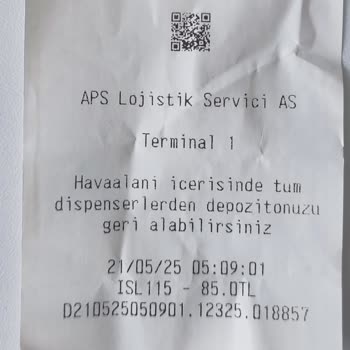 APS Lojistik Servici AS
Terminal 1
Havaalani icerisinde tum
dispenserlerden depozitonuzu
geri alabilirsiniz
21/05/25 05:09:01
ISL115 - 85.0TL
D210525050901.12325.018857